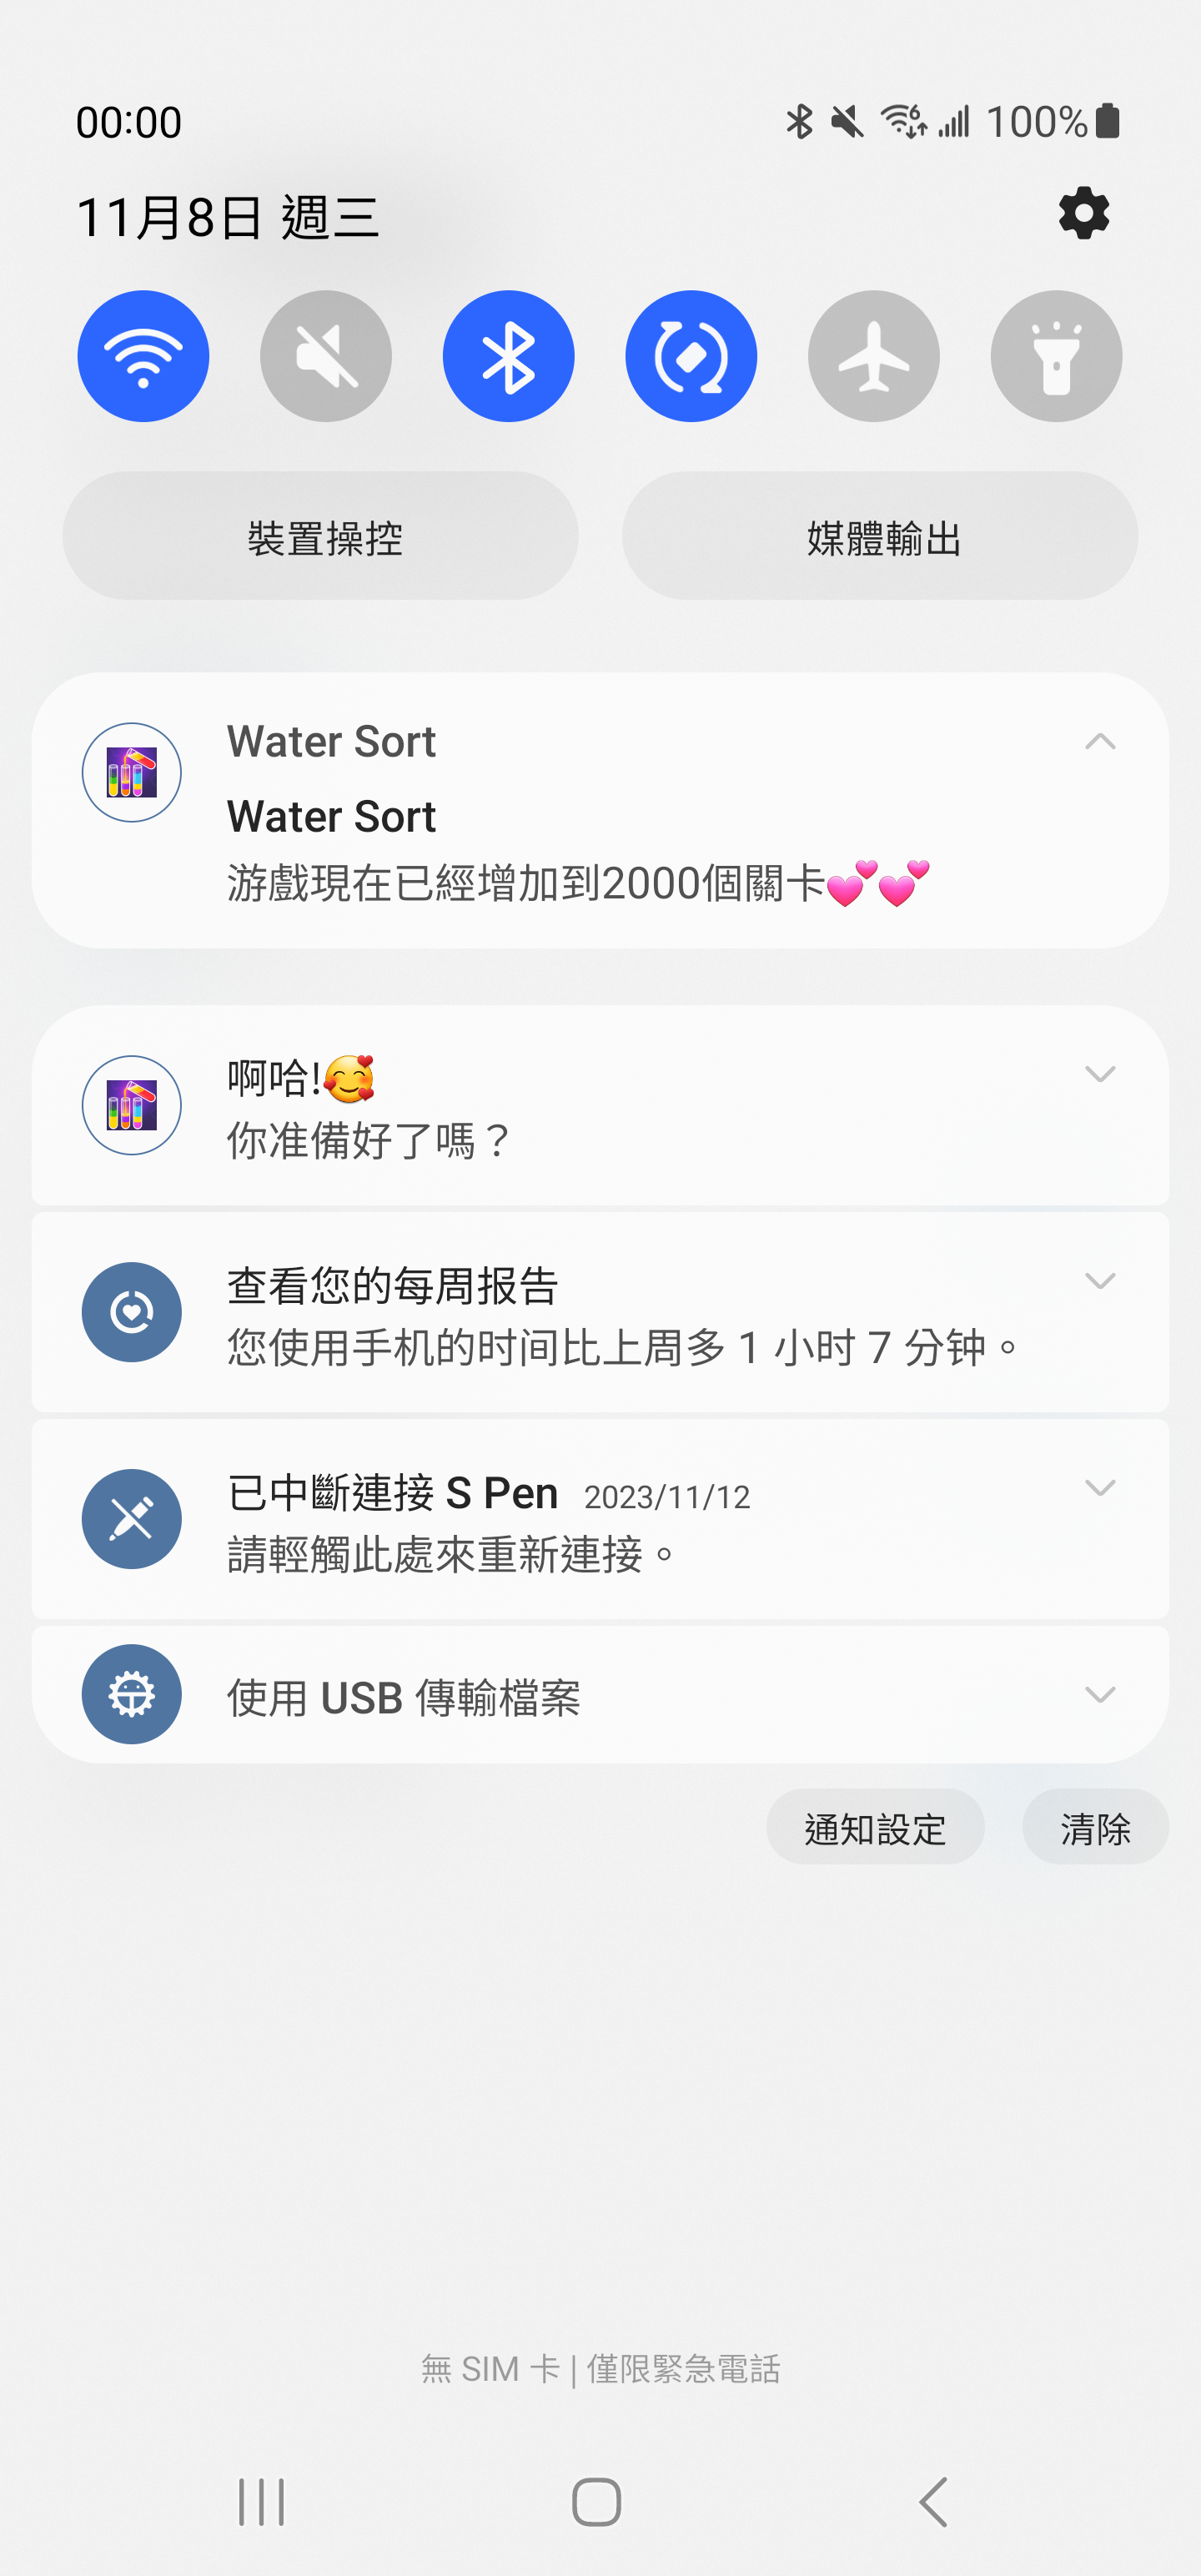 00:00
6
100%
11月8日 週三
裝置操控
媒體輸出
Water Sort
Water Sort
游戲現在已經增加到2000個關卡💕💕
啊哈!🥰
你准備好了嗎？
查看您的每周报告
您使用手机的时间比上周多 1 小时 7 分钟。
已中斷連接 S Pen 2023/11/12
請輕觸此處來重新連接。
使用 USB 傳輸檔案
通知設定
清除
無 SIM 卡 | 僅限緊急電話